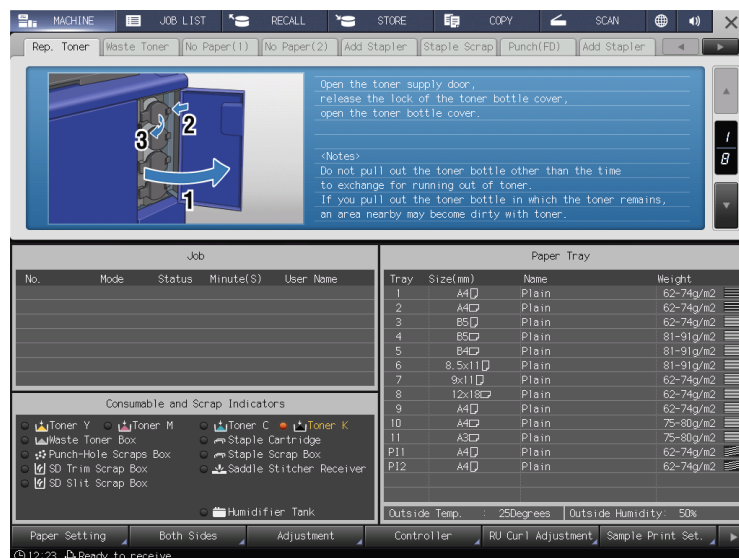 MACHINE JOB LIST RECALL STORE COPY SCAN
Rep. Toner Waste Toner No Paper(1) No Paper(2) Add Stapler Staple Scrap Punch(FD) Add Stapler
Open the toner supply door,
release the lock of the toner bottle cover,
open the toner bottle cover.
<Notes>
Do not pull out the toner bottle other than the time
to exchange for running out of toner.
If you pull out the toner bottle in which the toner remains,
an area nearby may become dirty with toner.
3 2
1
1
8
Job
No. Mode Status Minute(S) User Name
Paper Tray
Tray Size(mm) Name Weight
1 A4 Plain 62-74g/m2
2 A4 Plain 62-74g/m2
3 B5 Plain 62-74g/m2
4 B5 Plain 81-91g/m2
5 B4 Plain 81-91g/m2
6 8.5x11 Plain 81-91g/m2
7 9x11 Plain 62-74g/m2
8 12x18 Plain 62-74g/m2
9 A4 Plain 62-74g/m2
10 A4 Plain 75-80g/m2
11 A3 Plain 75-80g/m2
PI1 A4 Plain 62-74g/m2
PI2 A4 Plain 62-74g/m2
Outside Temp. : 25Degrees Outside Humidity: 50%
Consumable and Scrap Indicators
Toner Y Toner M Toner C Toner K
Waste Toner Box Staple Cartridge
Punch-Hole Scraps Box Staple Scrap Box
SD Trim Scrap Box Saddle Stitcher Receiver
SD Slit Scrap Box
Humidifier Tank
Paper Setting Both Sides Adjustment Controller RU Curl Adjustment Sample Print Set.
12:23 Ready to receive